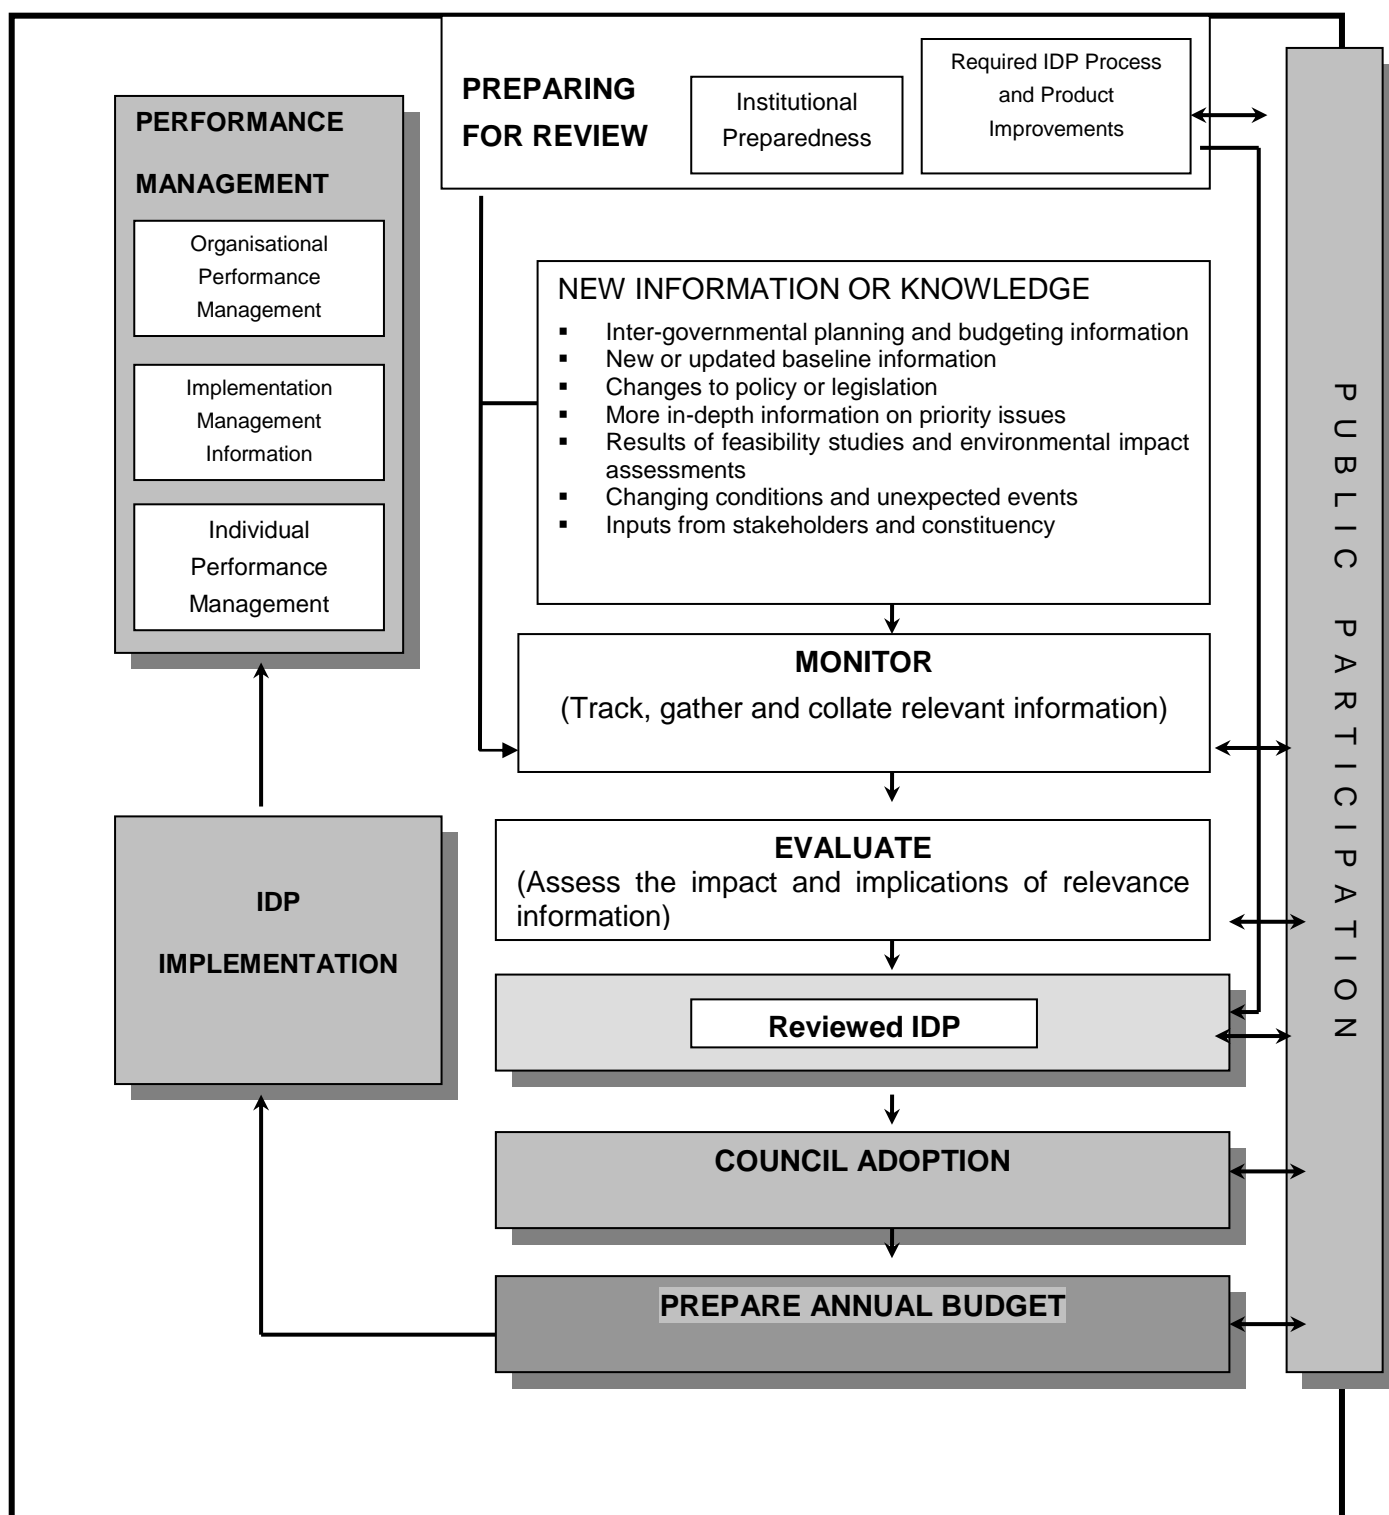 PREPARING
FOR REVIEW
Institutional
Preparedness
Required IDP Process
and Product
Improvements
PERFORMANCE
MANAGEMENT
Organisational
Performance
Management
Implementation
Management
Information
Individual
Performance
Management
NEW INFORMATION OR KNOWLEDGE
▪ Inter-governmental planning and budgeting information
▪ New or updated baseline information
▪ Changes to policy or legislation
▪ More in-depth information on priority issues
▪ Results of feasibility studies and environmental impact
assessments
▪ Changing conditions and unexpected events
▪ Inputs from stakeholders and constituency
MONITOR
(Track, gather and collate relevant information)
EVALUATE
(Assess the impact and implications of relevance
information)
IDP
IMPLEMENTATION
Reviewed IDP
COUNCIL ADOPTION
PREPARE ANNUAL BUDGET
PUBLIC PARTICIPATION